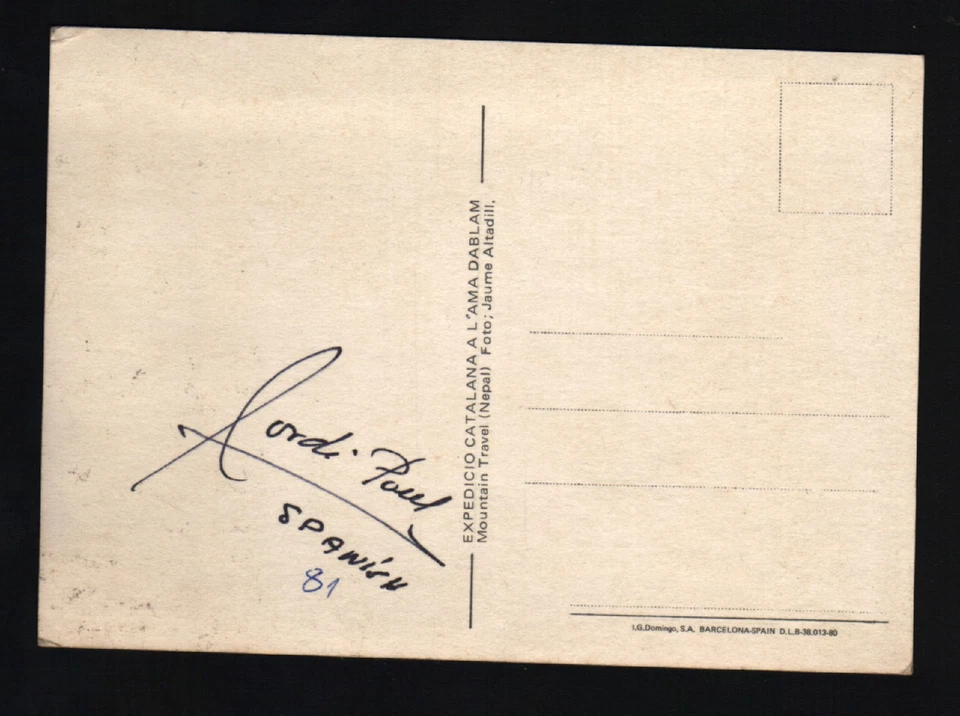 Jordi Pons
SPANISH
81
EXPEDICIO CATALANA A L'AMA DABLAM
Mountain Travel (Nepal) Foto; Jaume Altadill.
I.G.Domingo, S.A. BARCELONA-SPAIN D.L.B-38.013-80